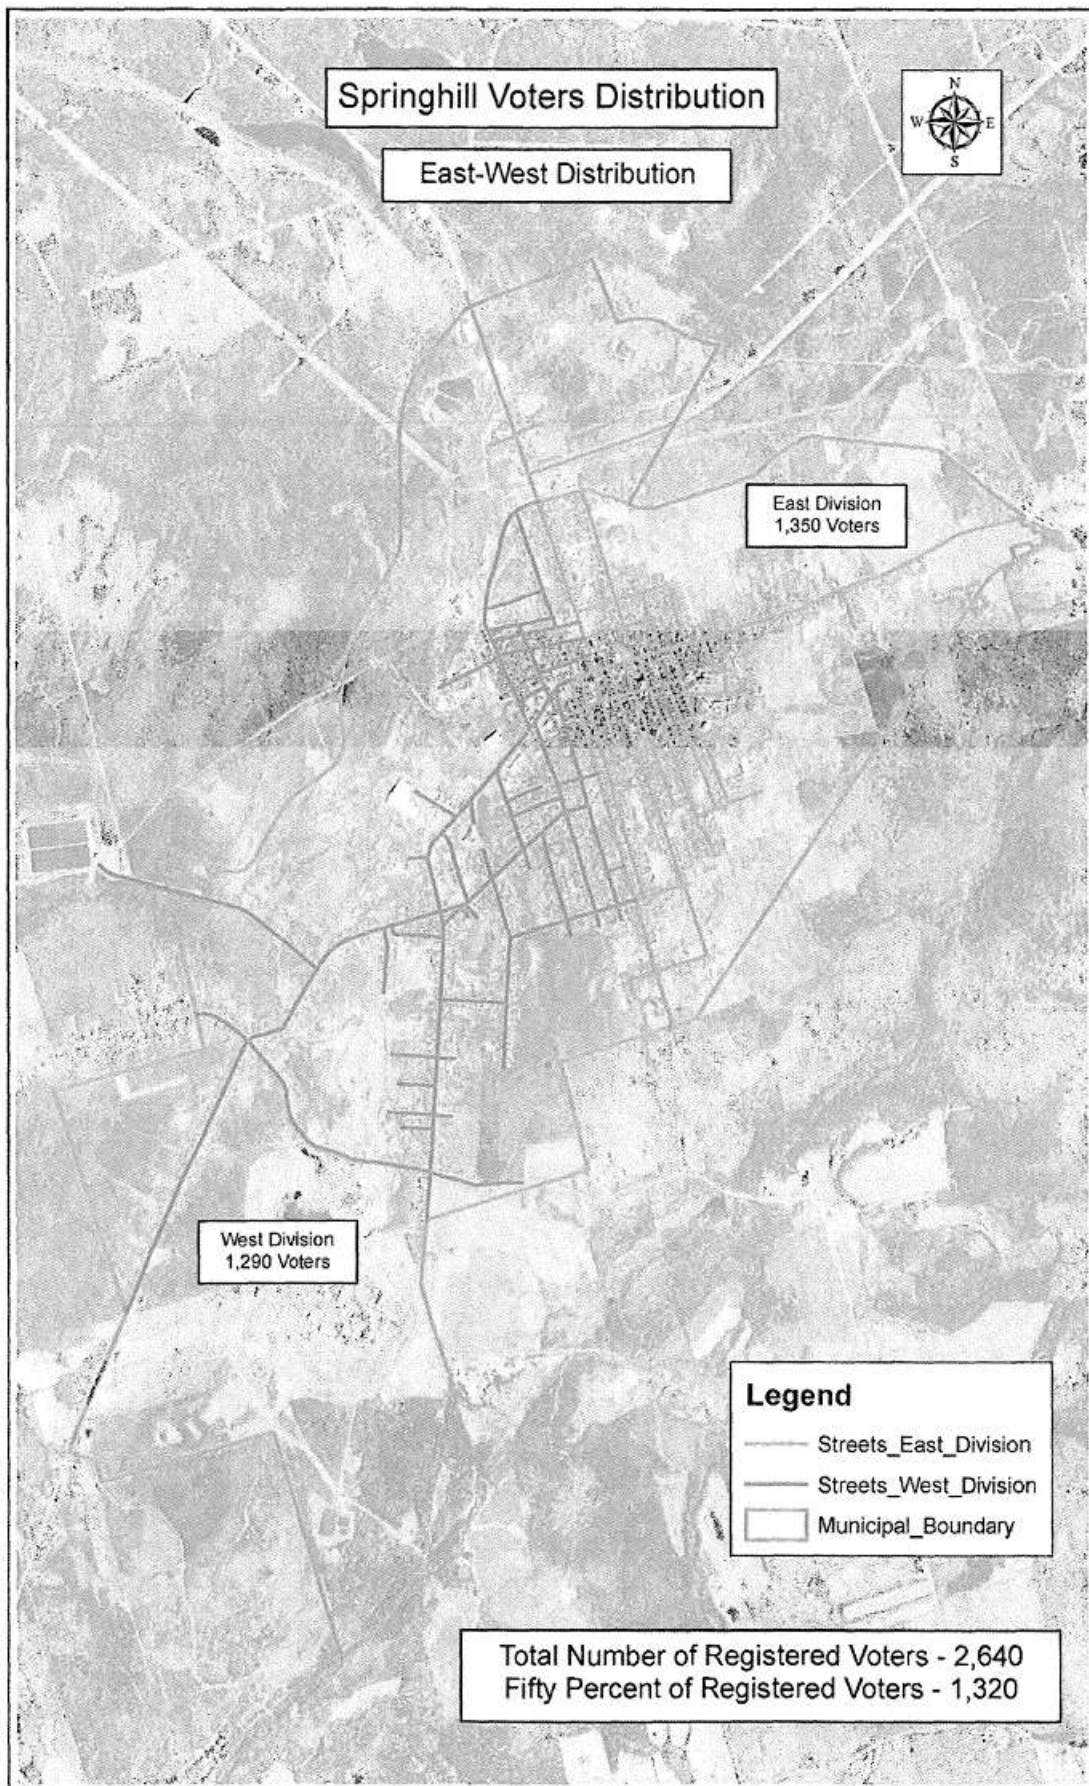 Springhill Voters Distribution
East-West Distribution
N
W E
S
East Division
1,350 Voters
West Division
1,290 Voters
Legend
Streets_East_Division
Streets_West_Division
Municipal_Boundary
Total Number of Registered Voters - 2,640
Fifty Percent of Registered Voters - 1,320